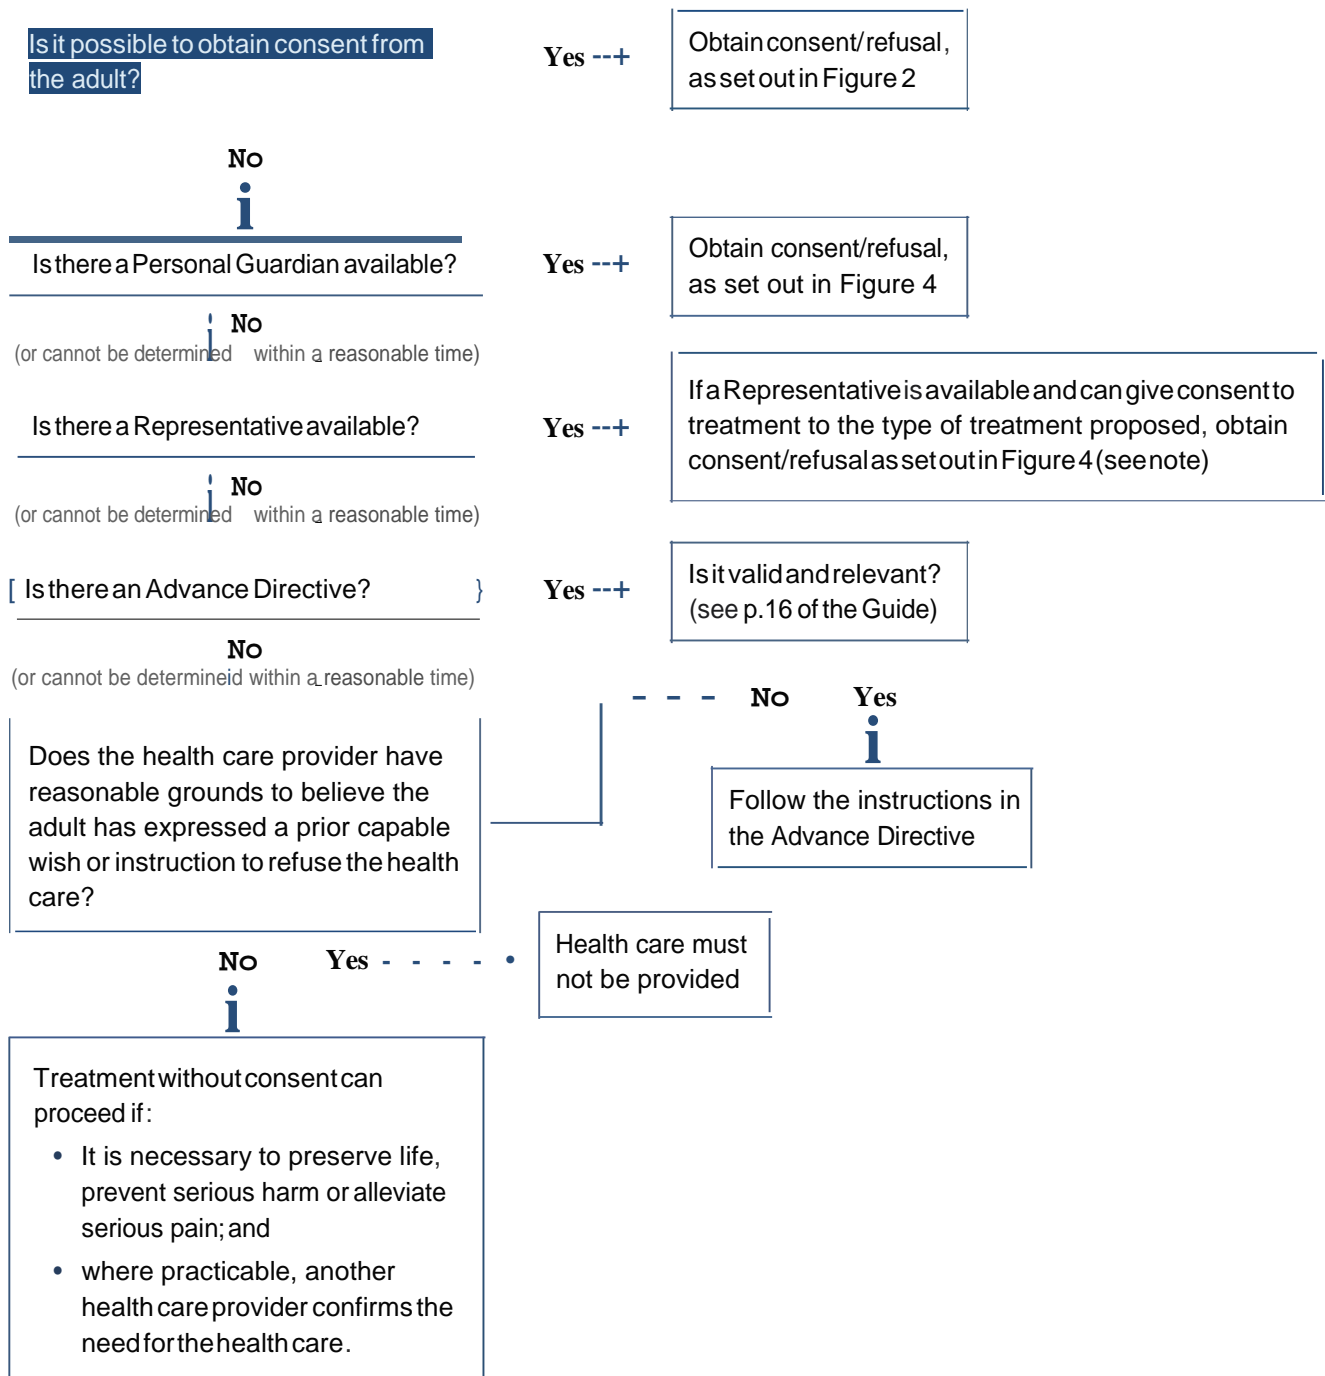 Is it possible to obtain consent from
the adult?
Yes --+
Obtain consent/refusal,
as set out in Figure 2
No
i
Is there a Personal Guardian available?
Yes --+
Obtain consent/refusal,
as set out in Figure 4
No
(or cannot be determined within a reasonable time)
Is there a Representative available?
Yes --+
If a Representative is available and can give consent to
treatment to the type of treatment proposed, obtain
consent/refusal as set out in Figure 4 (see note)
No
(or cannot be determined within a reasonable time)
[ Is there an Advance Directive? }
Yes --+
Is it valid and relevant?
(see p.16 of the Guide)
No
(or cannot be determineid within a reasonable time)
- - - No Yes
i
Does the health care provider have
reasonable grounds to believe the
adult has expressed a prior capable
wish or instruction to refuse the health
care?
Follow the instructions in
the Advance Directive
No Yes - - - - •
i
Health care must
not be provided
Treatment without consent can
proceed if:
• It is necessary to preserve life,
prevent serious harm or alleviate
serious pain; and
• where practicable, another
health care provider confirms the
need for the health care.